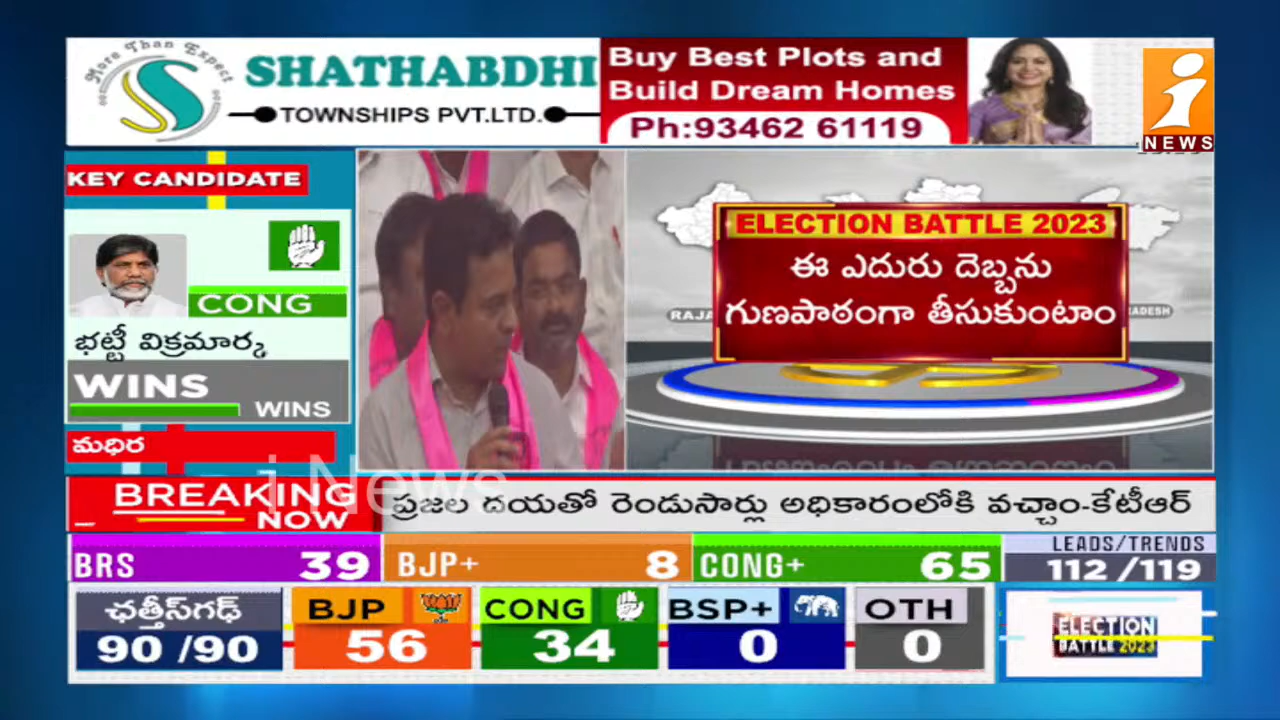 More Than Expect
SHATHABDHI
TOWNSHIPS PVT.LTD.
Buy Best Plots and
Build Dream Homes
Ph:93462 61119
i
NEWS
KEY CANDIDATE
CONG
భట్టీ విక్రమార్క
WINS
WINS
మధిర
ELECTION BATTLE 2023
ఈ ఎదురు దెబ్బను
గుణపాఠంగా తీసుకుంటాం
i News
BREAKING
NOW
ప్రజల దయతో రెండుసార్లు అధికారంలోకి వచ్చాం-కేటీఆర్
BRS 39 BJP+ 8 CONG+ 65
LEADS/TRENDS
112 /119
ఛత్తీస్‌గఢ్ BJP CONG BSP+ OTH
90 /90 56 34 0 0
ELECTION
BATTLE 2023